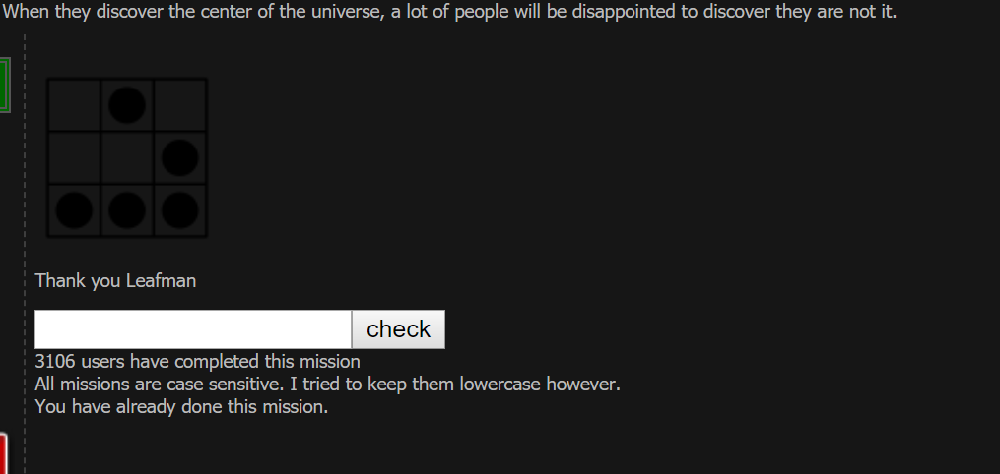 When they discover the center of the universe, a lot of people will be disappointed to discover they are not it.
Thank you Leafman
check
3106 users have completed this mission
All missions are case sensitive. I tried to keep them lowercase however.
You have already done this mission.